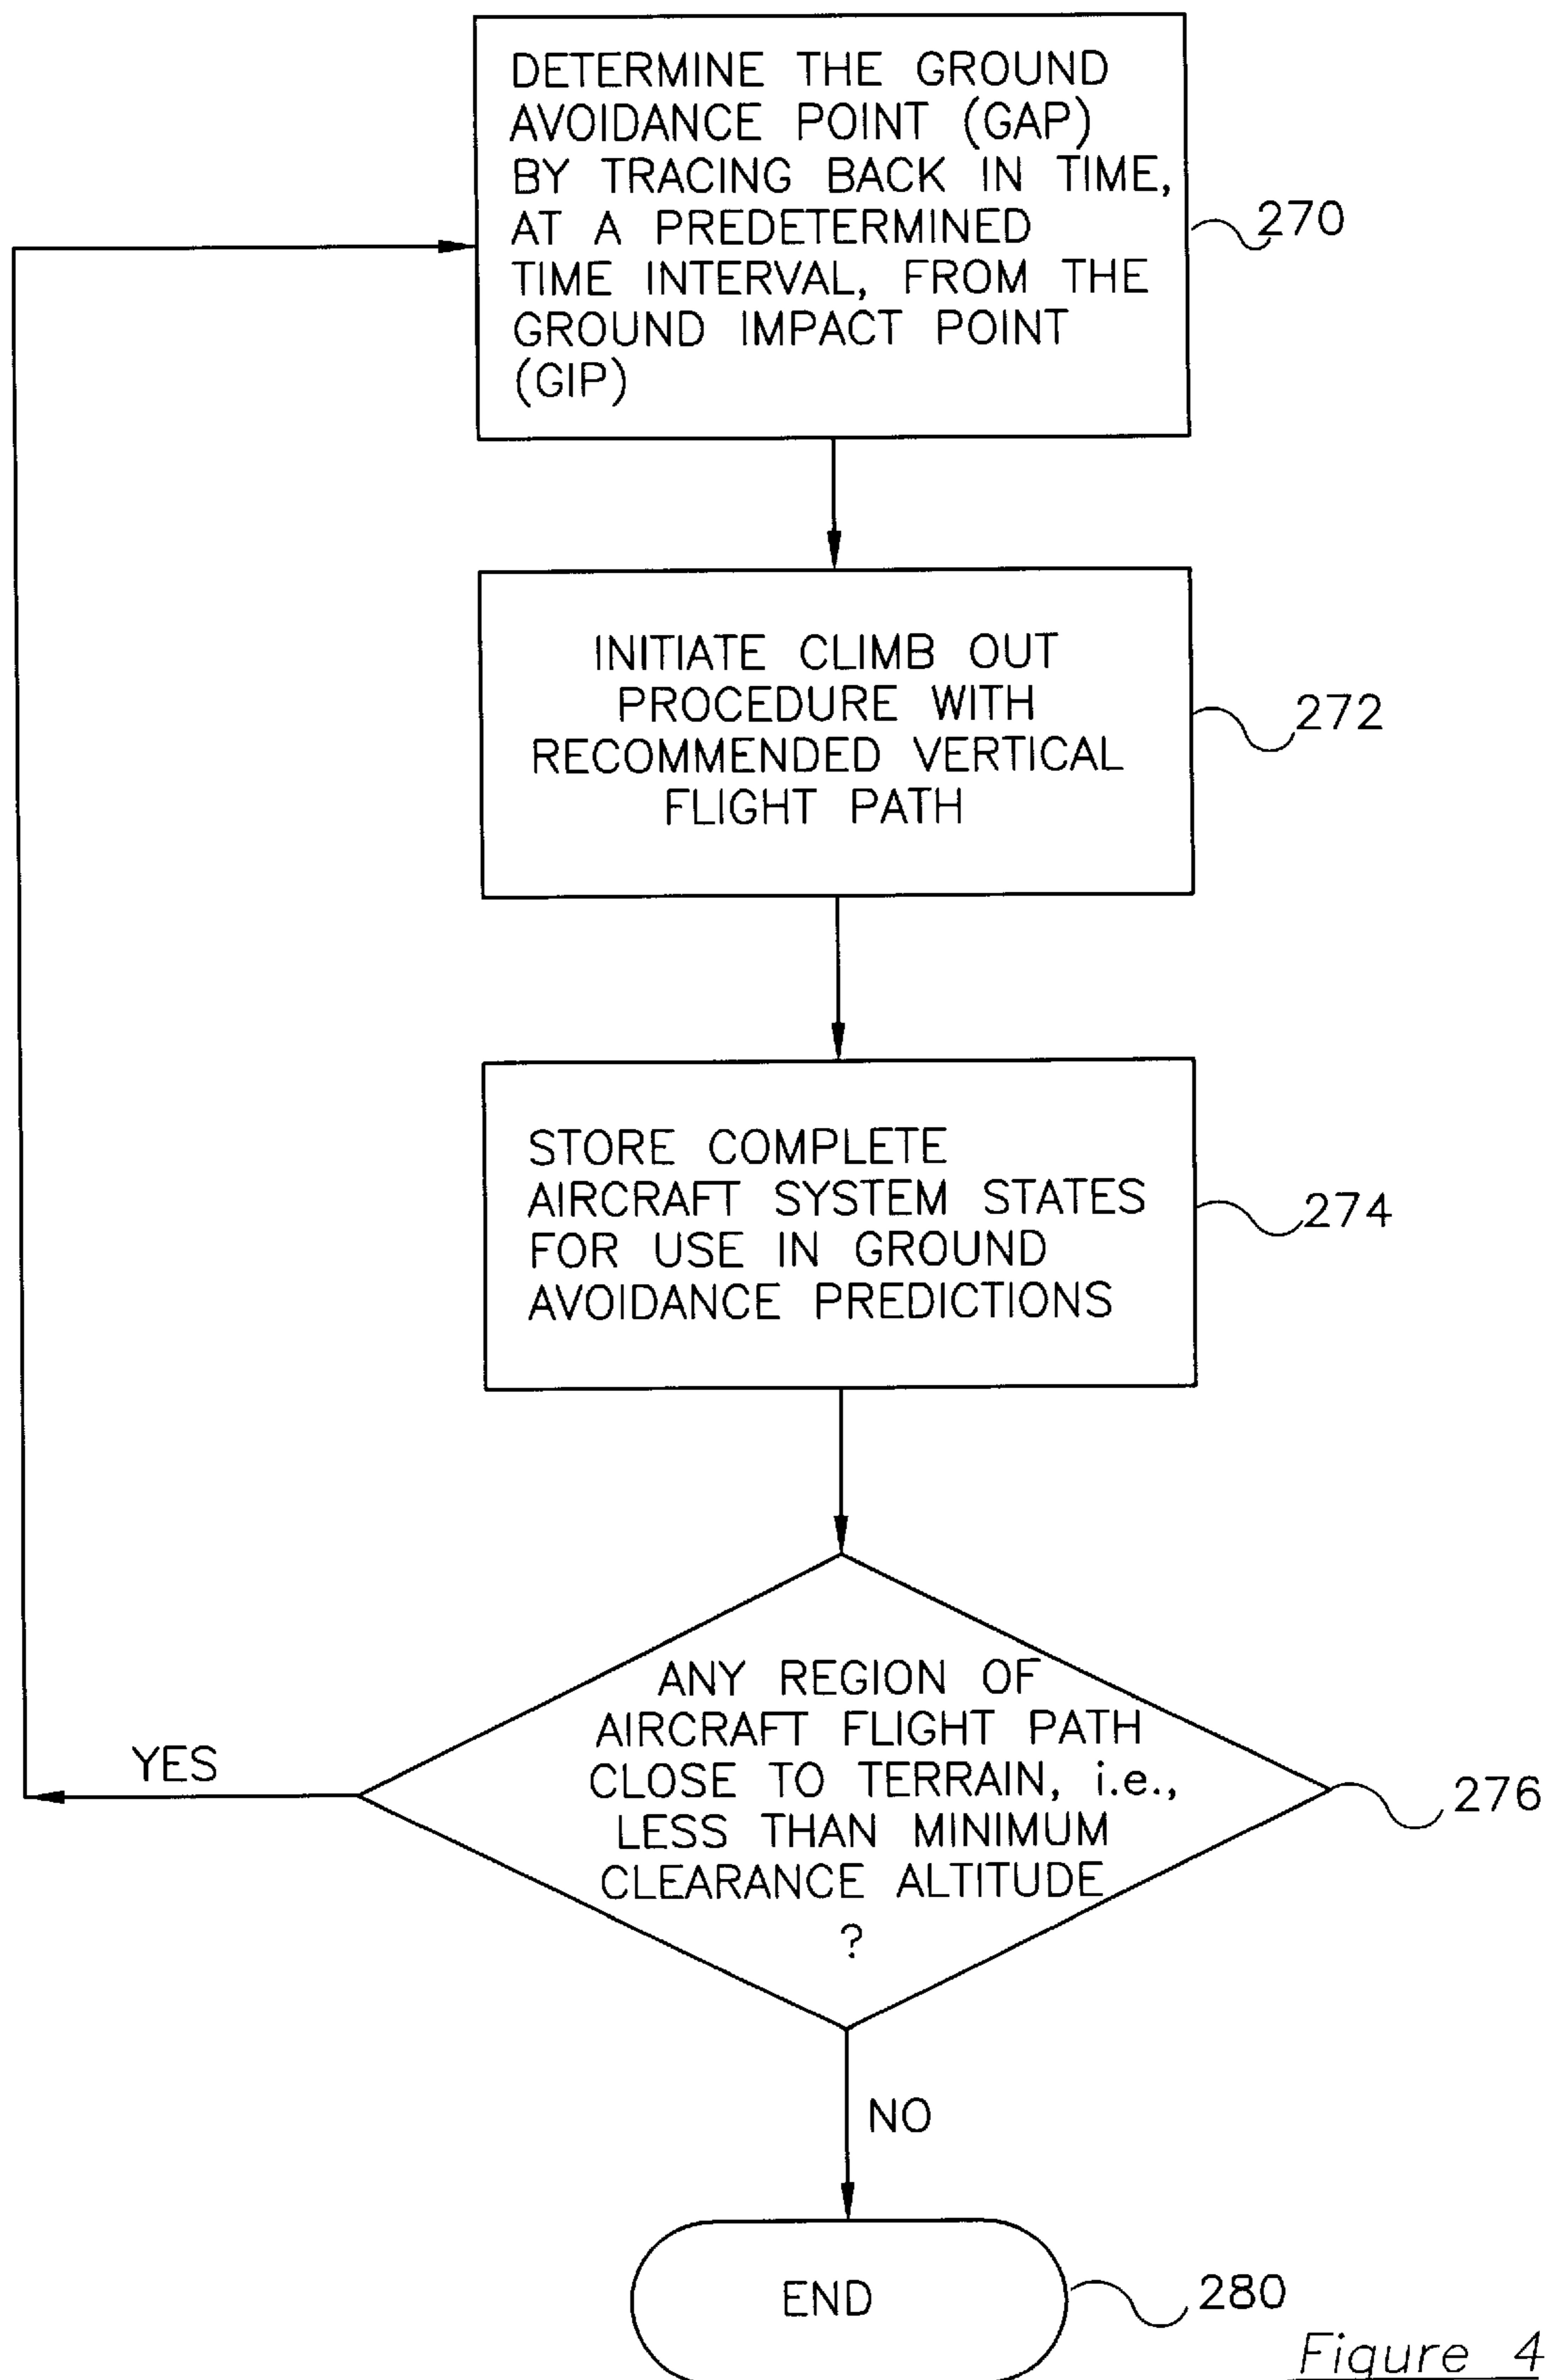 DETERMINE THE GROUND
AVOIDANCE POINT (GAP)
BY TRACING BACK IN TIME,
AT A PREDETERMINED
TIME INTERVAL, FROM THE
GROUND IMPACT POINT
(GIP)
270
INITIATE CLIMB OUT
PROCEDURE WITH
RECOMMENDED VERTICAL
FLIGHT PATH
272
STORE COMPLETE
AIRCRAFT SYSTEM STATES
FOR USE IN GROUND
AVOIDANCE PREDICTIONS
274
ANY REGION OF
AIRCRAFT FLIGHT PATH
CLOSE TO TERRAIN, i.e.,
LESS THAN MINIMUM
CLEARANCE ALTITUDE
?
276
YES
NO
END
280
Figure 4